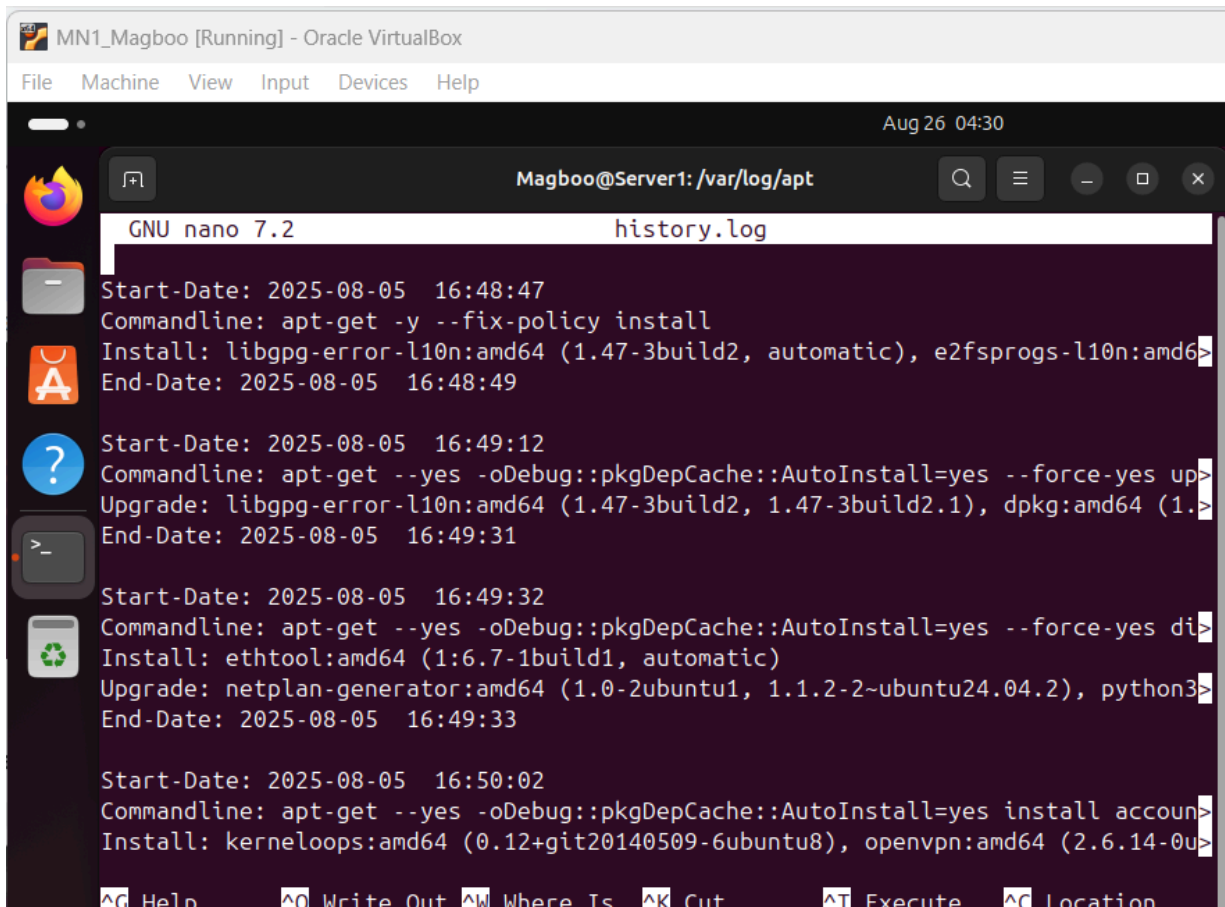 MN1_Magboo [Running] - Oracle VirtualBox
File Machine View Input Devices Help
Aug 26 04:30
Magboo@Server1: /var/log/apt
GNU nano 7.2 history.log
Start-Date: 2025-08-05 16:48:47
Commandline: apt-get -y --fix-policy install
Install: libgpg-error-l10n:amd64 (1.47-3build2, automatic), e2fsprogs-l10n:amd6>
End-Date: 2025-08-05 16:48:49
Start-Date: 2025-08-05 16:49:12
Commandline: apt-get --yes -oDebug::pkgDepCache::AutoInstall=yes --force-yes up>
Upgrade: libgpg-error-l10n:amd64 (1.47-3build2, 1.47-3build2.1), dpkg:amd64 (1.>
End-Date: 2025-08-05 16:49:31
Start-Date: 2025-08-05 16:49:32
Commandline: apt-get --yes -oDebug::pkgDepCache::AutoInstall=yes --force-yes di>
Install: ethtool:amd64 (1:6.7-1build1, automatic)
Upgrade: netplan-generator:amd64 (1.0-2ubuntu1, 1.1.2-2~ubuntu24.04.2), python3>
End-Date: 2025-08-05 16:49:33
Start-Date: 2025-08-05 16:50:02
Commandline: apt-get --yes -oDebug::pkgDepCache::AutoInstall=yes install accoun>
Install: kerneloops:amd64 (0.12+git20140509-6ubuntu8), openvpn:amd64 (2.6.14-0u>
^G Help ^O Write Out ^W Where Is ^K Cut ^T Execute ^C Location